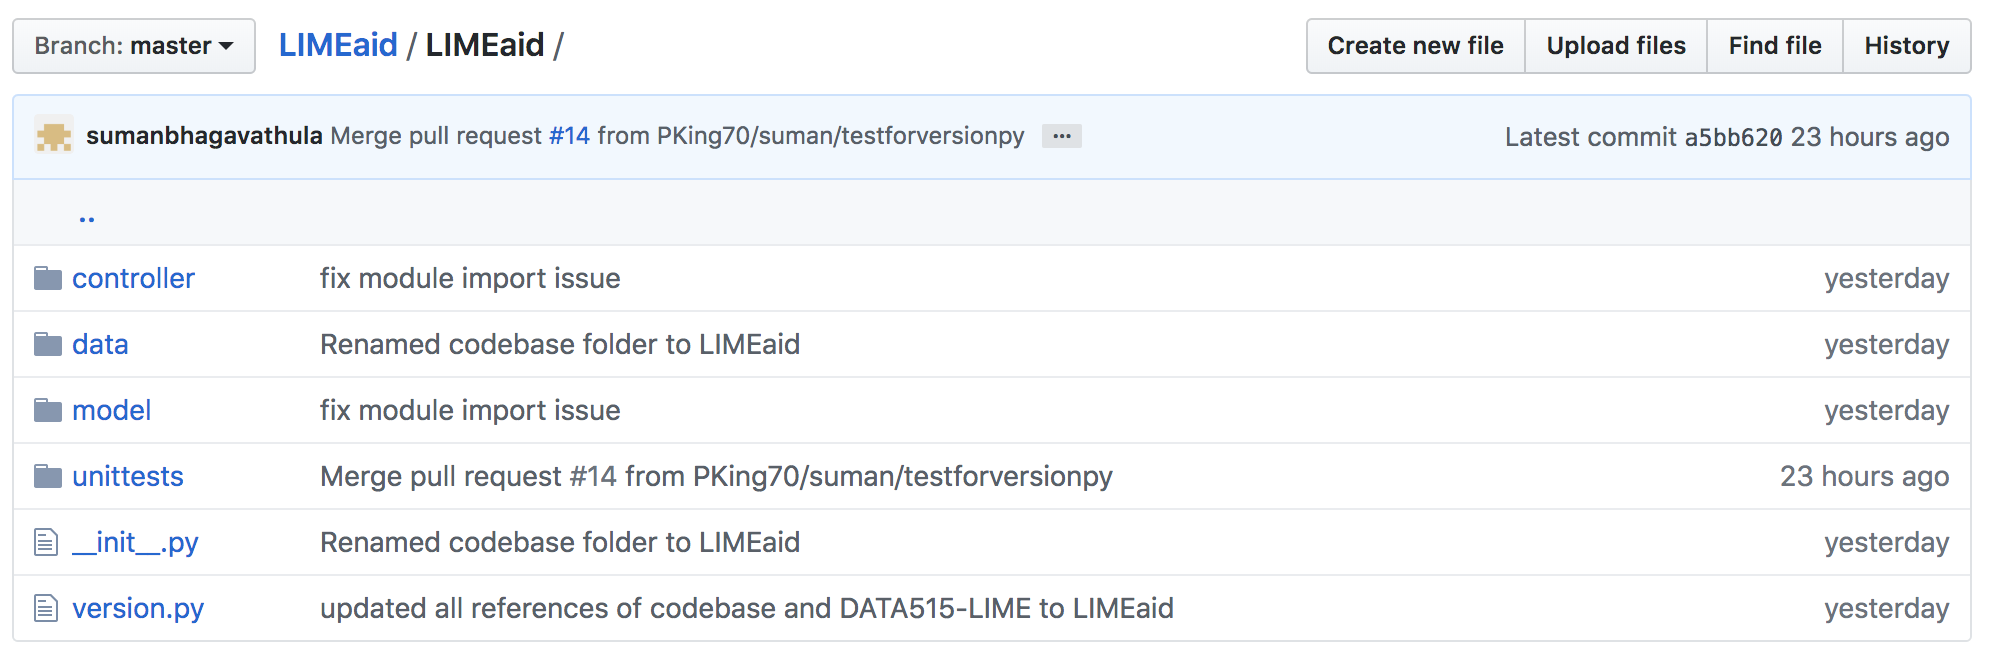 Branch: master LIMEaid / LIMEaid / Create new file Upload files Find file History
sumanbhagavathula Merge pull request #14 from PKing70/suman/testforversionpy ··· Latest commit a5bb620 23 hours ago
..
controller fix module import issue yesterday
data Renamed codebase folder to LIMEaid yesterday
model fix module import issue yesterday
unittests Merge pull request #14 from PKing70/suman/testforversionpy 23 hours ago
__init__.py Renamed codebase folder to LIMEaid yesterday
version.py updated all references of codebase and DATA515-LIME to LIMEaid yesterday